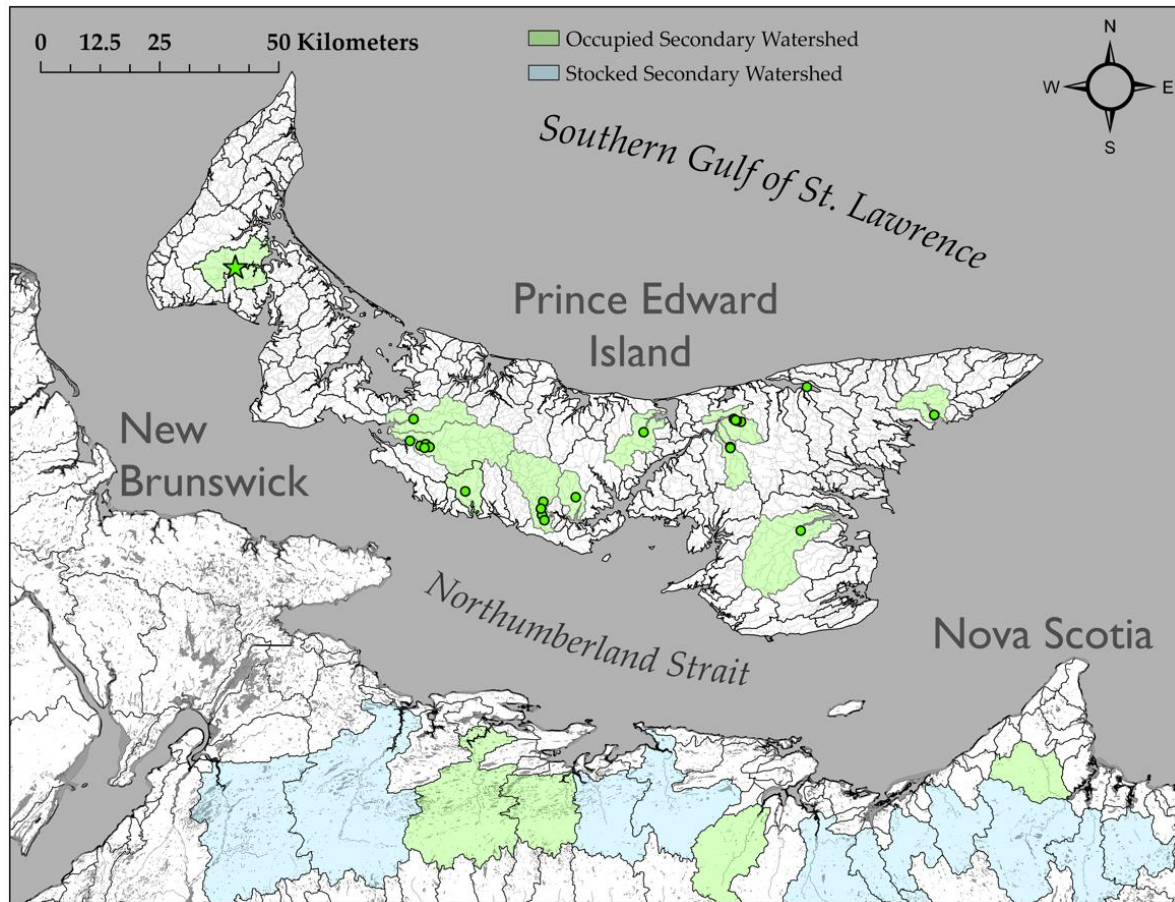 0 12.5 25 50 Kilometers
Occupied Secondary Watershed
Stocked Secondary Watershed
N
W E
S
Southern Gulf of St. Lawrence
Prince Edward
Island
New
Brunswick
Northumberland Strait
Nova Scotia